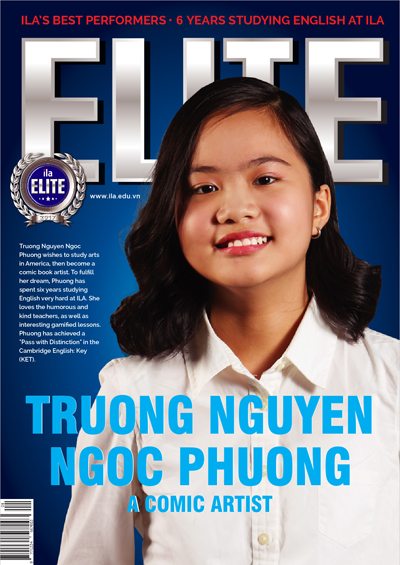 ILA'S BEST PERFORMERS • 6 YEARS STUDYING ENGLISH AT ILA
ELITE
ila
ELITE
www.ila.edu.vn
Truong Nguyen Ngoc
Phuong wishes to study arts
in America, then become a
comic book artist. To fulfill
her dream, Phuong has
spent six years studying
English very hard at ILA. She
loves the humorous and
kind teachers, as well as
interesting gamified lessons.
Phuong has achieved a
"Pass with Distinction" in the
Cambridge English: Key
(KET).
TRUONG NGUYEN
NGOC PHUONG
A COMIC ARTIST